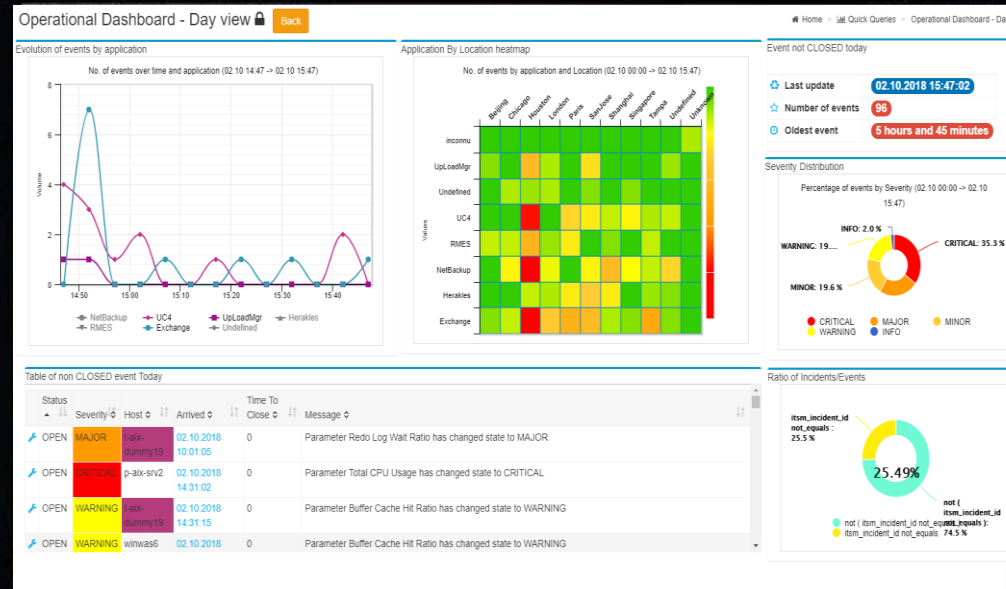 Operational Dashboard - Day view Back
Home > Quick Queries > Operational Dashboard - Da
Evolution of events by application
No. of events over time and application (02.10 14:47 -> 02.10 15:47)
Volume
8
6
4
2
0
14:50 15:00 15:10 15:20 15:30 15:40
NetBackup UC4 UpLoadMgr Herakles
RMES Exchange Undefined
Application By Location heatmap
No. of events by application and Location (02.10 00:00 -> 02.10 15:47)
Beijing Chicago Houston London Paris SanJose Shanghai Singapore Tampa Undefined Unknown
Values
inconnu
UpLoadMgr
Undefined
UC4
RMES
NetBackup
Herakles
Exchange
Event not CLOSED today
Last update 02.10.2018 15:47:02
Number of events 96
Oldest event 5 hours and 45 minutes
Severity Distribution
Percentage of events by Severity (02.10 00:00 -> 02.10
15:47)
INFO: 2.0 %
WARNING: 19....
CRITICAL: 35.3 %
MINOR: 19.6 %
CRITICAL MAJOR MINOR
WARNING INFO
Table of non CLOSED event Today
Status Severity Host Arrived Time To
Close Message
OPEN MAJOR t-aix-
dummy19 02.10.2018
10:01:05 0 Parameter Redo Log Wait Ratio has changed state to MAJOR
OPEN CRITICAL p-aix-srv2 02.10.2018
14:31:02 0 Parameter Total CPU Usage has changed state to CRITICAL
OPEN WARNING t-aix-
dummy19 02.10.2018
14:31:15 0 Parameter Buffer Cache Hit Ratio has changed state to WARNING
OPEN WARNING winwas6 02.10.2018 0 Parameter Buffer Cache Hit Ratio has changed state to WARNING
Ratio of Incidents/Events
itsm_incident_id
not_equals :
25.5 %
25.49%
not (
itsm_incident_id
not_equals ):
74.5 %
not ( itsm_incident_id not_equals )
itsm_incident_id not_equals